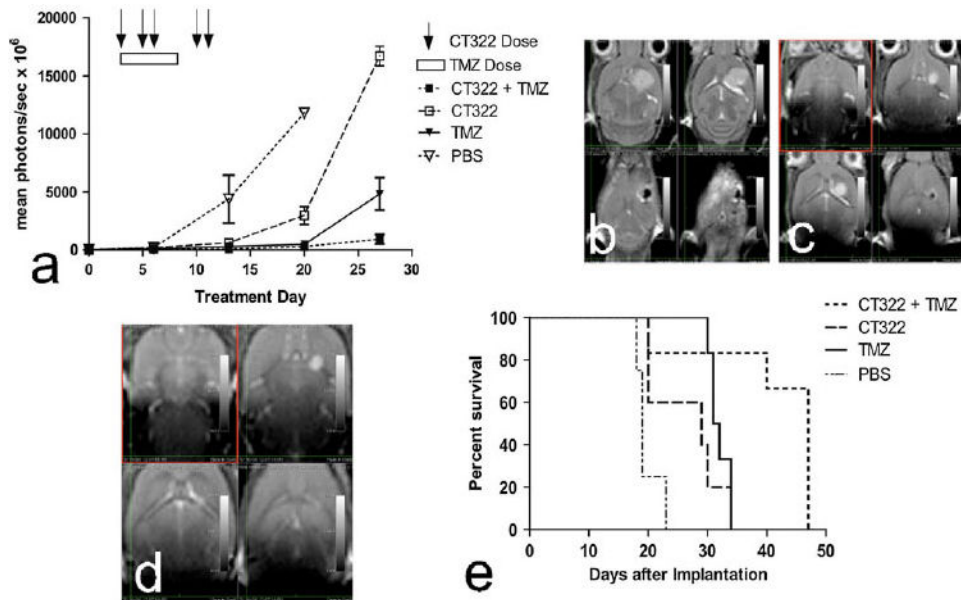 mean photons/sec x 10⁶
20000
15000
10000
5000
0
0 5 10 15 20 25 30
Treatment Day
CT322 Dose
TMZ Dose
CT322 + TMZ
CT322
TMZ
PBS
a
b
c
d
Percent survival
100
80
60
40
20
0
0 10 20 30 40 50
Days after Implantation
CT322 + TMZ
CT322
TMZ
PBS
e